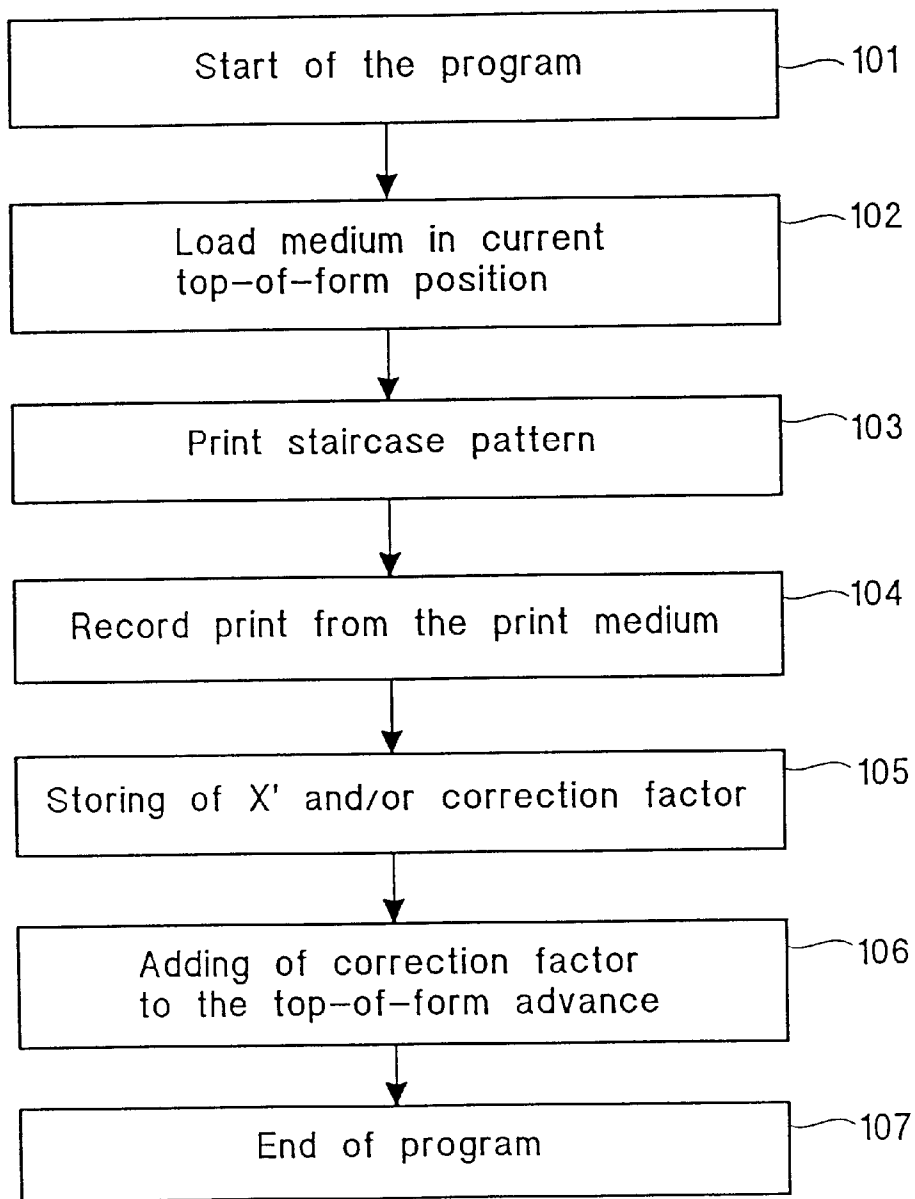 Start of the program
101
Load medium in current
top-of-form position
102
Print staircase pattern
103
Record print from the print medium
104
Storing of X' and/or correction factor
105
Adding of correction factor
to the top-of-form advance
106
End of program
107